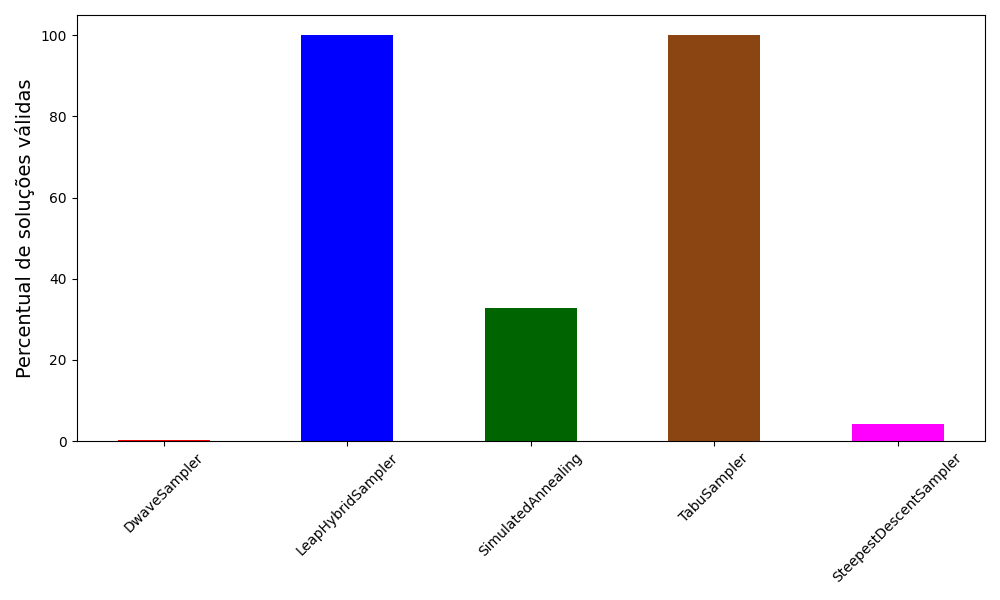 Percentual de soluções válidas
100
80
60
40
20
0
DwaveSampler
LeapHybridSampler
SimulatedAnnealing
TabuSampler
SteepestDescentSampler